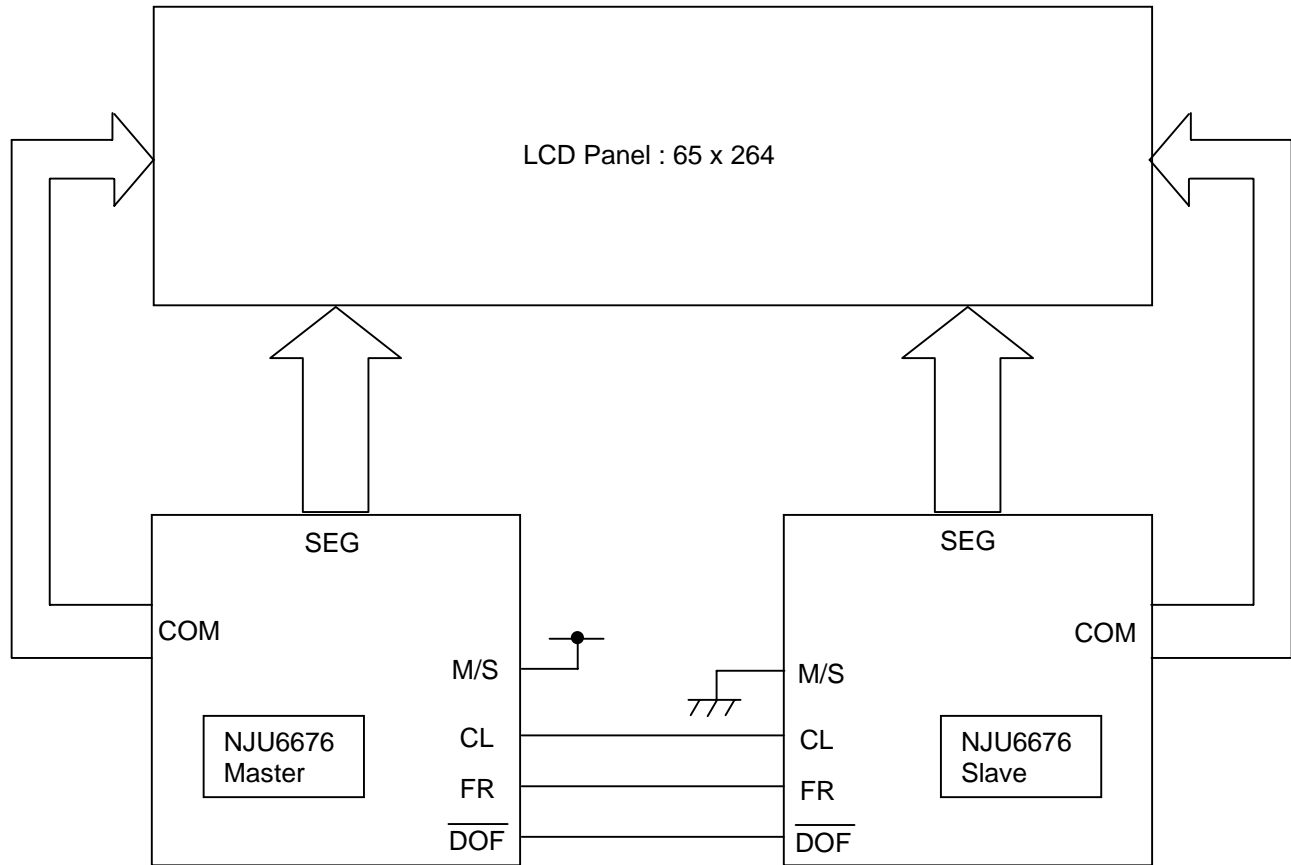 LCD Panel : 65 x 264
SEG
SEG
COM
COM
M/S
M/S
NJU6676
Master
CL
CL
NJU6676
Slave
FR
FR
DOF
DOF